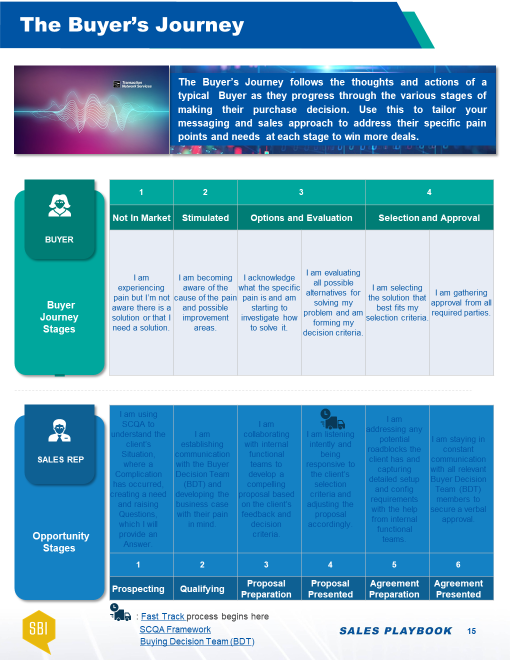 The Buyer's Journey
Transaction
Network Services
The Buyer's Journey follows the thoughts and actions of a
typical Buyer as they progress through the various stages of
making their purchase decision. Use this to tailor your
messaging and sales approach to address their specific pain
points and needs at each stage to win more deals.
1
2
3
4
Not In Market
Stimulated
Options and Evaluation
Selection and Approval
BUYER
Buyer
Journey
Stages
I am
experiencing
pain but I'm not
aware there is a
solution or that I
need a solution.
I am becoming
aware of the
cause of the pain
and possible
improvement
areas.
I acknowledge
what the specific
pain is and am
starting to
investigate how
to solve it.
I am evaluating
all possible
alternatives for
solving my
problem and am
forming my
decision criteria.
I am selecting
the solution that
best fits my
selection criteria.
I am gathering
approval from all
required parties.
SALES REP
Opportunity
Stages
I am using
SCQA to
understand the
client's
Situation,
where a
Complication
has occurred,
creating a need
and raising
Questions,
which I will
provide an
Answer.
I am
establishing
communication
with the Buyer
Decision Team
(BDT) and
developing the
business case
with their pain
in mind.
I am
collaborating
with internal
functional
teams to
develop a
compelling
proposal based
on the client's
feedback and
decision
criteria.
I am listening
intently and
being
responsive to
the client's
selection
criteria and
adjusting the
proposal
accordingly.
I am
addressing any
potential
roadblocks the
client has and
capturing
detailed setup
and config
requirements
with the help
from internal
functional
teams.
I am staying in
constant
communication
with all relevant
Buyer Decision
Team (BDT)
members to
secure a verbal
approval.
1
2
3
4
5
6
Prospecting
Qualifying
Proposal
Preparation
Proposal
Presented
Agreement
Preparation
Agreement
Presented
SBI
: Fast Track process begins here
SCQA Framework
Buying Decision Team (BDT)
SALES PLAYBOOK 15